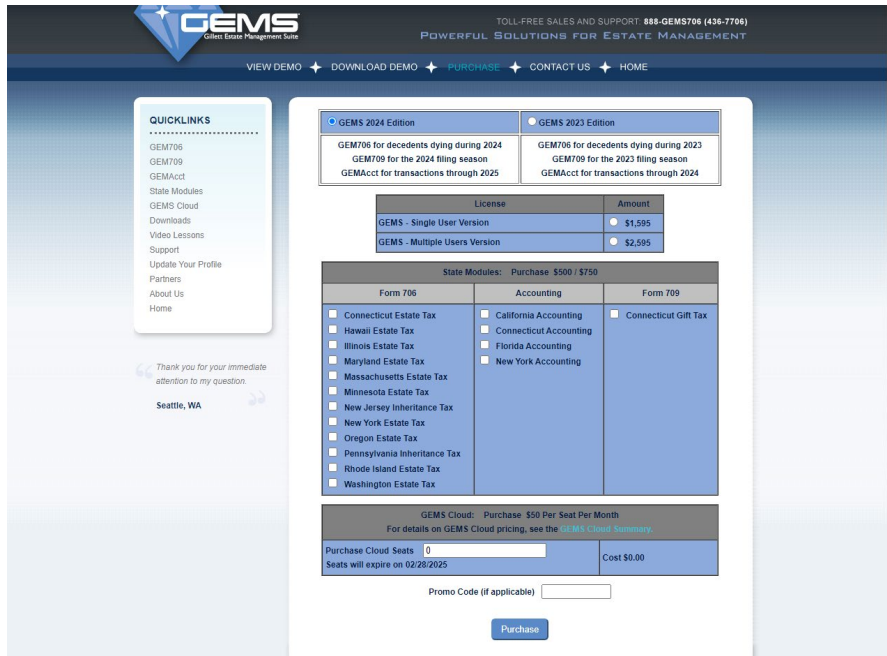 GEMS
Gillett Estate Management Suite
TOLL-FREE SALES AND SUPPORT: 888-GEMS706 (436-7706)
POWERFUL SOLUTIONS FOR ESTATE MANAGEMENT
VIEW DEMO DOWNLOAD DEMO PURCHASE CONTACT US HOME
QUICKLINKS
GEM706
GEM709
GEMAcct
State Modules
GEMS Cloud
Downloads
Video Lessons
Support
Update Your Profile
Partners
About Us
Home
Thank you for your immediate
attention to my question.
Seattle, WA
GEMS 2024 Edition
GEM706 for decedents dying during 2024
GEM709 for the 2024 filing season
GEMAcct for transactions through 2025
GEMS 2023 Edition
GEM706 for decedents dying during 2023
GEM709 for the 2023 filing season
GEMAcct for transactions through 2024
License Amount
GEMS - Single User Version $1,595
GEMS - Multiple Users Version $2,595
State Modules: Purchase $500 / $750
Form 706
Connecticut Estate Tax
Hawaii Estate Tax
Illinois Estate Tax
Maryland Estate Tax
Massachusetts Estate Tax
Minnesota Estate Tax
New Jersey Inheritance Tax
New York Estate Tax
Oregon Estate Tax
Pennsylvania Inheritance Tax
Rhode Island Estate Tax
Washington Estate Tax
Accounting
California Accounting
Connecticut Accounting
Florida Accounting
New York Accounting
Form 709
Connecticut Gift Tax
GEMS Cloud: Purchase $50 Per Seat Per Month
For details on GEMS Cloud pricing, see the GEMS Cloud Summary.
Purchase Cloud Seats 0
Seats will expire on 02/28/2025
Cost $0.00
Promo Code (if applicable)
Purchase